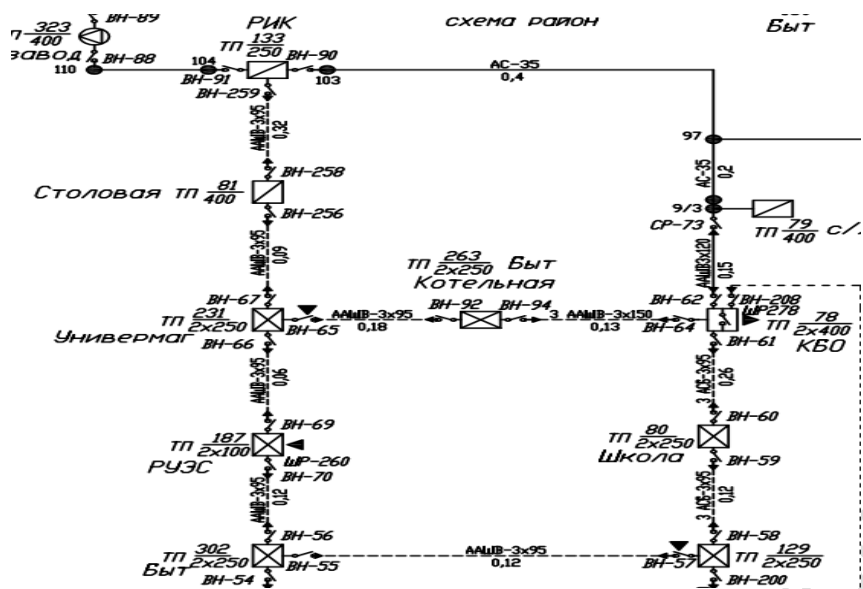 ВН-89
РИК
схема район
Быт
323
400
завод
ВН-88
110
104
ВН-91
ТП 133
250
ВН-90
103
АС-35
0,4
ВН-259
ААШВ-3х95
0,32
97
АС-35
0,2
ВН-258
Столовая ТП 81
400
ВН-256
9/3
СР-73
ТП 79
400
ААШВ-3х95
0,09
ТП 263
2х250
Быт
Котельная
ААШВ3х120
0,15
ВН-67
ТП 231
2х250
Универмаг
ВН-65
ВН-66
ААШВ-3х95
0,18
ВН-92
ВН-94
3 ААШВ-3х150
0,13
ВН-62
ВН-208
ВН-64
ШР278
ТП 78
2х400
КБО
ВН-61
ААШВ-3х95
0,06
3 АСБ-3х95
0,26
ВН-69
ТП 187
2х100
РУЭС
ШР-260
ВН-70
ВН-60
ТП 80
2х250
Школа
ВН-59
ААШВ-3х95
0,12
3 АСБ-3х95
0,12
ВН-56
ТП 302
2х250
Быт
ВН-55
ВН-54
ААШВ-3х95
0,12
ВН-58
ВН-57
ТП 129
2х250
ВН-200